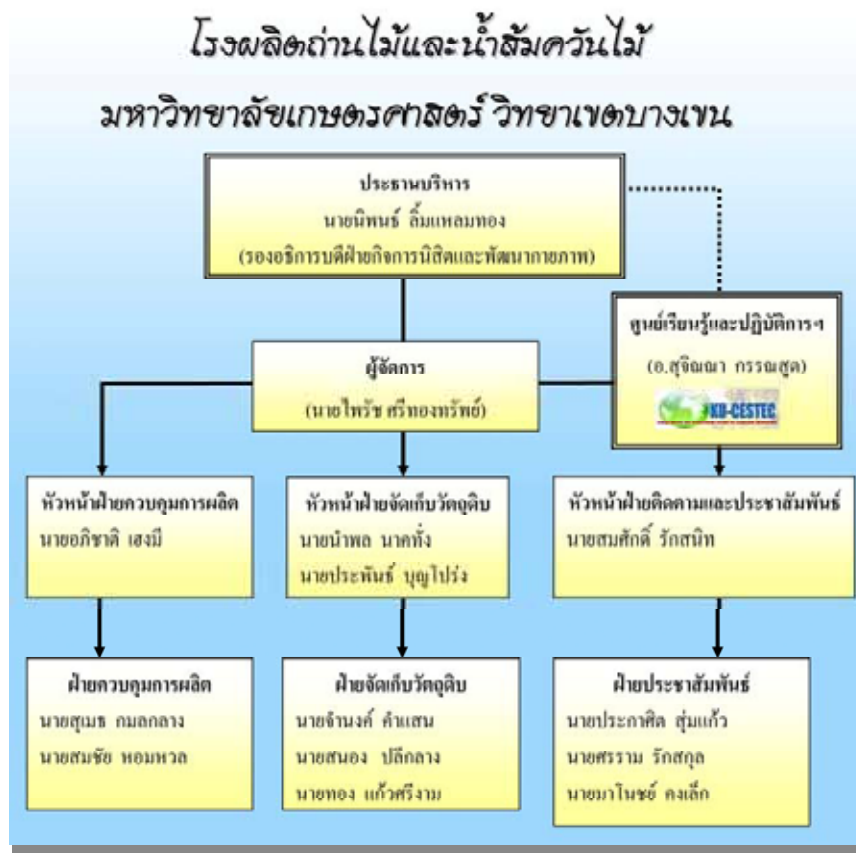 โรงผลิตถ่านไม้และน้ำส้มควันไม้
มหาวิทยาลัยเกษตรศาสตร์ วิทยาเขตบางเขน
ประธานบริหาร
นายนิพนธ์ ลิ้มแหลมทอง
(รองอธิการบดีฝ่ายกิจการนิสิตและพัฒนากายภาพ)
ศูนย์เรียนรู้และปฏิบัติการฯ
(อ.สุจิณณา กรรณสูต)
KU-CESTEC
ผู้จัดการ
(นายไพรัช ศรีทองทรัพย์)
หัวหน้าฝ่ายควบคุมการผลิต
นายอภิชาติ เฮงมี
หัวหน้าฝ่ายจัดเก็บวัตถุดิบ
นายนำพล นาคทั่ง
นายประพันธ์ บุญโปร่ง
หัวหน้าฝ่ายติดตามและประชาสัมพันธ์
นายสมศักดิ์ รักสนิท
ฝ่ายควบคุมการผลิต
นายสุเมธ กมลกลาง
นายสมชัย หอมหวล
ฝ่ายจัดเก็บวัตถุดิบ
นายจำนงค์ คำแสน
นายสนอง ปลีกลาง
นายทอง แก้วศรีงาม
ฝ่ายประชาสัมพันธ์
นายประกาศิต สุ่มแก้ว
นายศรราม รักสกุล
นายมาโนชย์ คงเล็ก